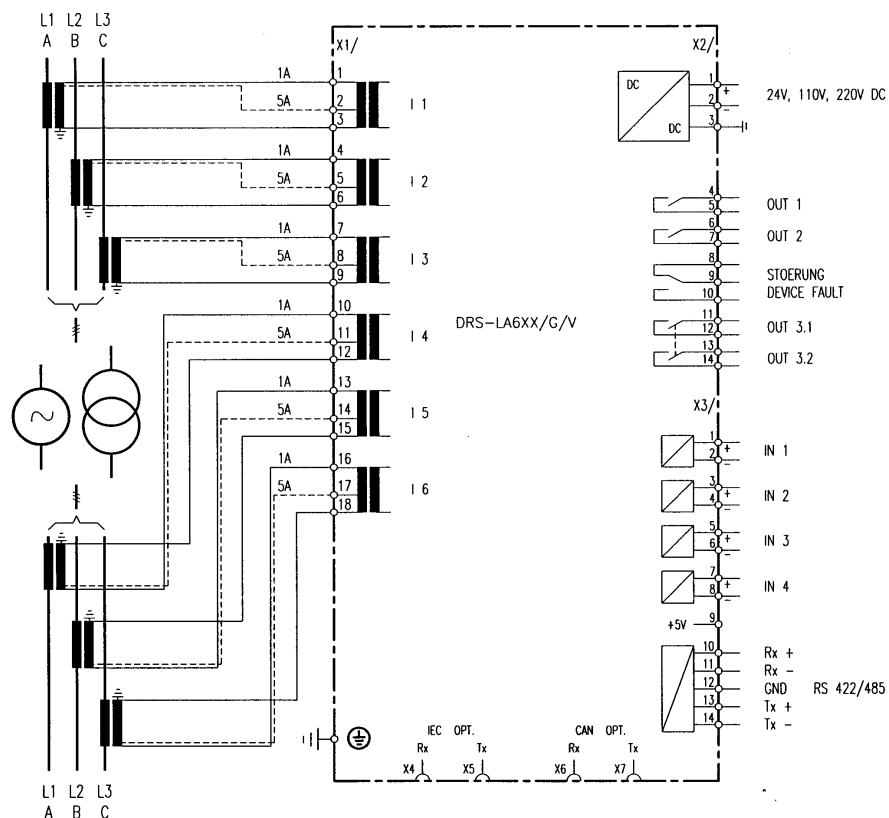 L1 L2 L3
A B C
X1/
X2/
1A 1
5A 2
3
I 1
1A 4
5A 5
6
I 2
1A 7
5A 8
9
I 3
1A 10
5A 11
12
I 4
1A 13
5A 14
15
I 5
1A 16
5A 17
18
I 6
DRS-LA6XX/G/V
DC
DC
1
+
2
−
3
24V, 110V, 220V DC
4
5
OUT 1
6
7
OUT 2
8
9
10
STOERUNG
DEVICE FAULT
11
12
OUT 3.1
13
14
OUT 3.2
X3/
1
+
2
−
IN 1
3
+
4
−
IN 2
5
+
6
−
IN 3
7
+
8
−
IN 4
+5V 9
10 Rx +
11 Rx -
12 GND RS 422/485
13 Tx +
14 Tx -
IEC OPT.
Rx Tx
X4 X5
CAN OPT.
Rx Tx
X6 X7
L1 L2 L3
A B C